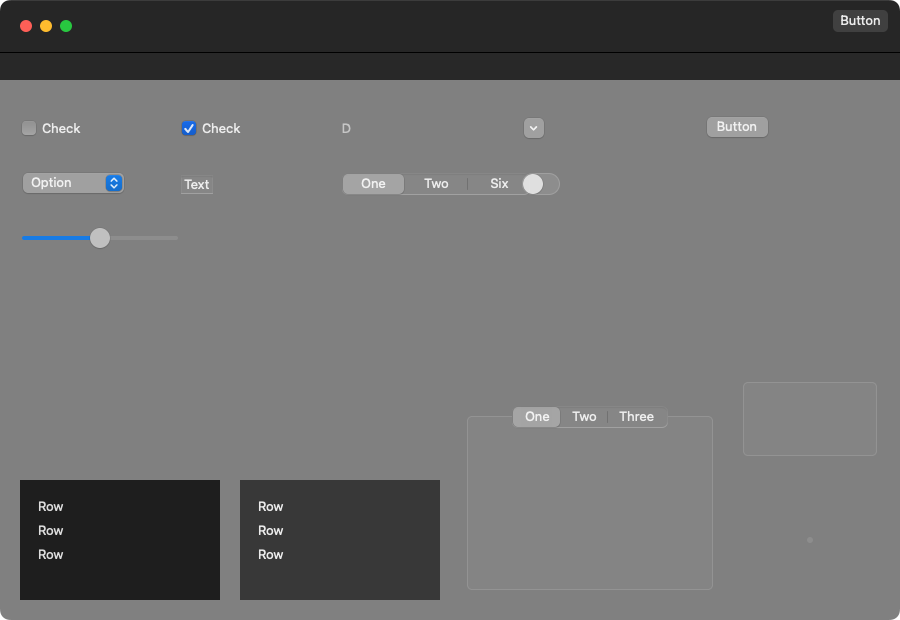 Button
Check
Check
D
Button
Option
Text
One
Two
Six
One
Two
Three
Row
Row
Row
Row
Row
Row